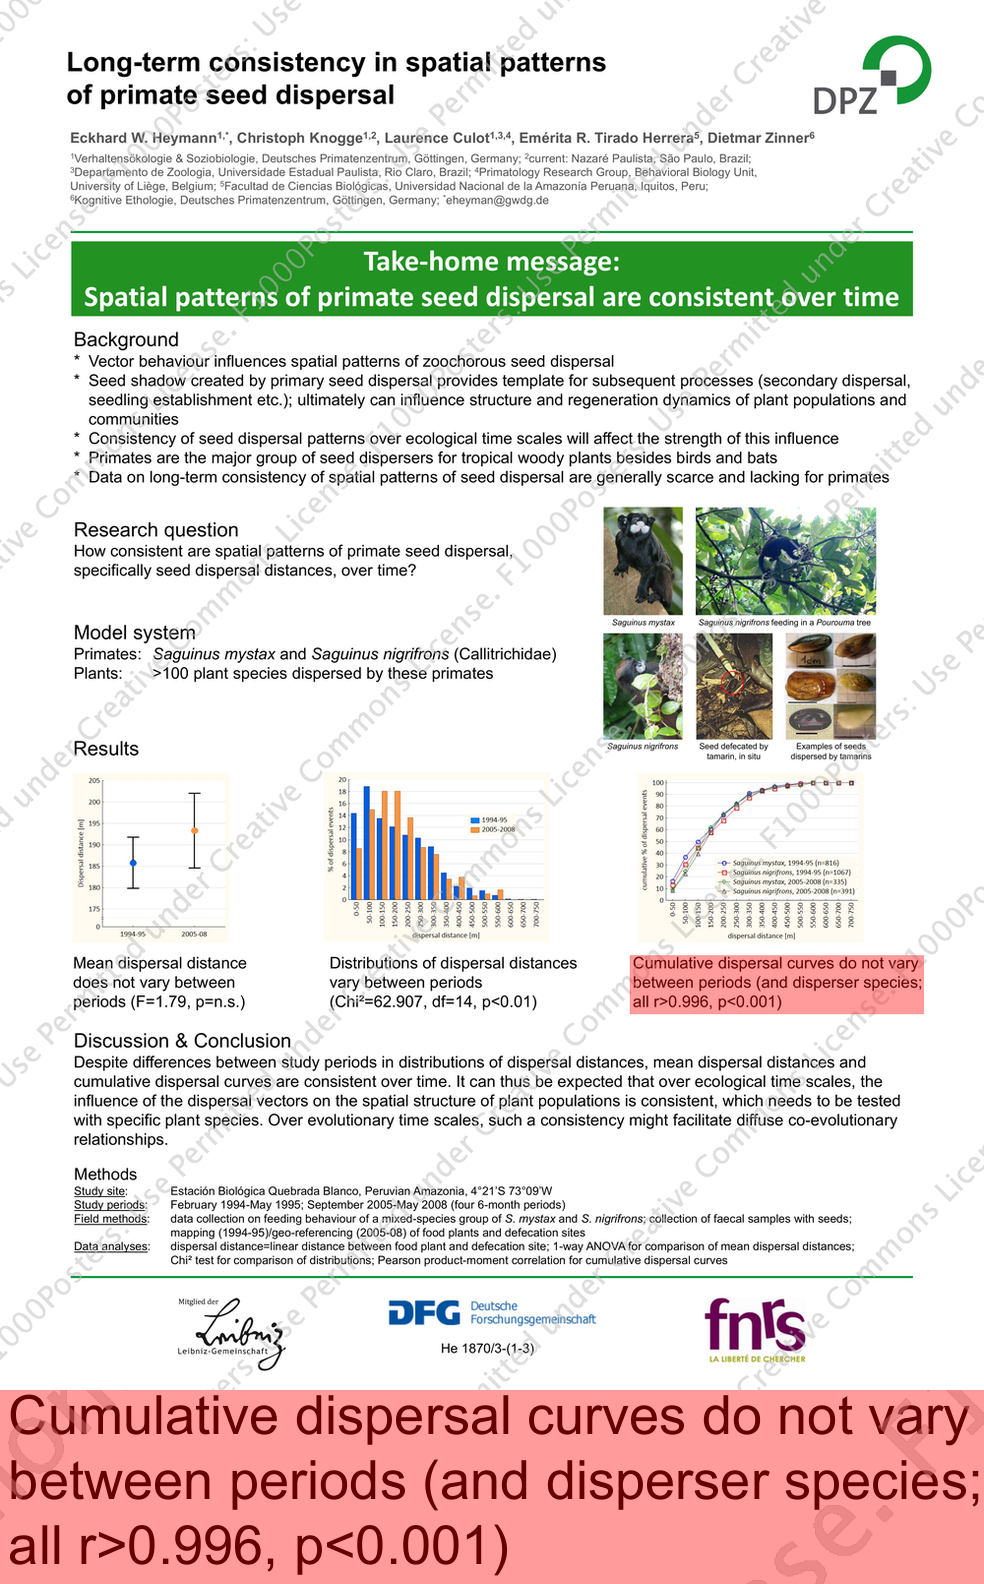 Long-term consistency in spatial patterns
of primate seed dispersal
DPZ
Eckhard W. Heymann¹,*, Christoph Knogge¹,², Laurence Culot¹,³,⁴, Emérita R. Tirado Herrera⁵, Dietmar Zinner⁶
¹Verhaltensökologie & Soziobiologie, Deutsches Primatenzentrum, Göttingen, Germany; ²current: Nazaré Paulista, São Paulo, Brazil;
³Departamento de Zoologia, Universidade Estadual Paulista, Rio Claro, Brazil; ⁴Primatology Research Group, Behavioral Biology Unit,
University of Liège, Belgium; ⁵Facultad de Ciencias Biológicas, Universidad Nacional de la Amazonía Peruana, Iquitos, Peru;
⁶Kognitive Ethologie, Deutsches Primatenzentrum, Göttingen, Germany; *eheyman@gwdg.de
Take-home message:
Spatial patterns of primate seed dispersal are consistent over time
Background
* Vector behaviour influences spatial patterns of zoochorous seed dispersal
* Seed shadow created by primary seed dispersal provides template for subsequent processes (secondary dispersal,
seedling establishment etc.); ultimately can influence structure and regeneration dynamics of plant populations and
communities
* Consistency of seed dispersal patterns over ecological time scales will affect the strength of this influence
* Primates are the major group of seed dispersers for tropical woody plants besides birds and bats
* Data on long-term consistency of spatial patterns of seed dispersal are generally scarce and lacking for primates
Research question
How consistent are spatial patterns of primate seed dispersal,
specifically seed dispersal distances, over time?
Saguinus mystax
Saguinus nigrifrons feeding in a Pourouma tree
Model system
Primates: Saguinus mystax and Saguinus nigrifrons (Callitrichidae)
Plants: >100 plant species dispersed by these primates
1cm
Saguinus nigrifrons
Seed defecated by
tamarin, in situ
Examples of seeds
dispersed by tamarins
Results
Dispersal distance [m]
205
200
195
190
185
180
175
0
1994-95
2005-08
% of dispersal events
20
18
16
14
12
10
8
6
4
2
0
1994-95
2005-2008
0-50
50-100
100-150
150-200
200-250
250-300
300-350
350-400
400-450
450-500
500-550
550-600
600-650
650-700
700-750
dispersal distance [m]
cumulative % of dispersal events
100
90
80
70
60
50
40
30
20
10
0
Saguinus mystax, 1994-95 (n=816)
Saguinus nigrifrons, 1994-95 (n=1067)
Saguinus mystax, 2005-2008 (n=335)
Saguinus nigrifrons, 2005-2008 (n=391)
0-50
50-100
100-150
150-200
200-250
250-300
300-350
350-400
400-450
450-500
500-550
550-600
600-650
650-700
700-750
dispersal distance [m]
Mean dispersal distance
does not vary between
periods (F=1.79, p=n.s.)
Distributions of dispersal distances
vary between periods
(Chi²=62.907, df=14, p<0.01)
Cumulative dispersal curves do not vary
between periods (and disperser species;
all r>0.996, p<0.001)
Discussion & Conclusion
Despite differences between study periods in distributions of dispersal distances, mean dispersal distances and
cumulative dispersal curves are consistent over time. It can thus be expected that over ecological time scales, the
influence of the dispersal vectors on the spatial structure of plant populations is consistent, which needs to be tested
with specific plant species. Over evolutionary time scales, such a consistency might facilitate diffuse co-evolutionary
relationships.
Methods
Study site: Estación Biológica Quebrada Blanco, Peruvian Amazonia, 4°21'S 73°09'W
Study periods: February 1994-May 1995; September 2005-May 2008 (four 6-month periods)
Field methods: data collection on feeding behaviour of a mixed-species group of S. mystax and S. nigrifrons; collection of faecal samples with seeds;
mapping (1994-95)/geo-referencing (2005-08) of food plants and defecation sites
Data analyses: dispersal distance=linear distance between food plant and defecation site; 1-way ANOVA for comparison of mean dispersal distances;
Chi² test for comparison of distributions; Pearson product-moment correlation for cumulative dispersal curves
Mitglied der
Leibniz
Leibniz-Gemeinschaft
DFG Deutsche
Forschungsgemeinschaft
He 1870/3-(1-3)
fnrs
LA LIBERTÉ DE CHERCHER
Cumulative dispersal curves do not vary
between periods (and disperser species;
all r>0.996, p<0.001)
F1000Posters: Use Permitted under Creative Commons License.